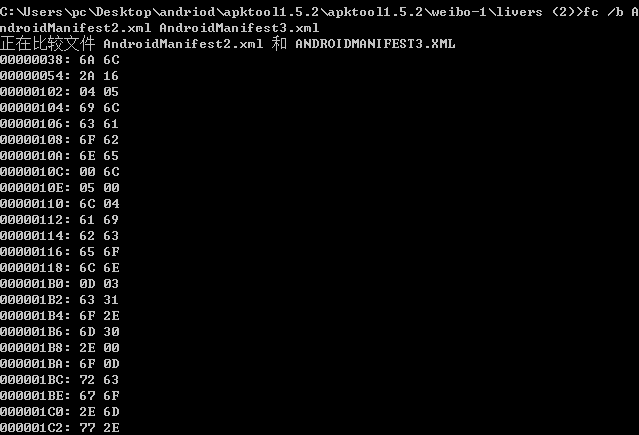 C:\Users\pc\Desktop\andriod\apktool1.5.2\apktool1.5.2\weibo-1\livers (2)>fc /b A
ndroidManifest2.xml AndroidManifest3.xml
正在比较文件 AndroidManifest2.xml 和 ANDROIDMANIFEST3.XML
00000038: 6A 6C
00000054: 2A 16
00000102: 04 05
00000104: 69 6C
00000106: 63 61
00000108: 6F 62
0000010A: 6E 65
0000010C: 00 6C
0000010E: 05 00
00000110: 6C 04
00000112: 61 69
00000114: 62 63
00000116: 65 6F
00000118: 6C 6E
000001B0: 0D 03
000001B2: 63 31
000001B4: 6F 2E
000001B6: 6D 30
000001B8: 2E 00
000001BA: 6F 0D
000001BC: 72 63
000001BE: 67 6F
000001C0: 2E 6D
000001C2: 77 2E